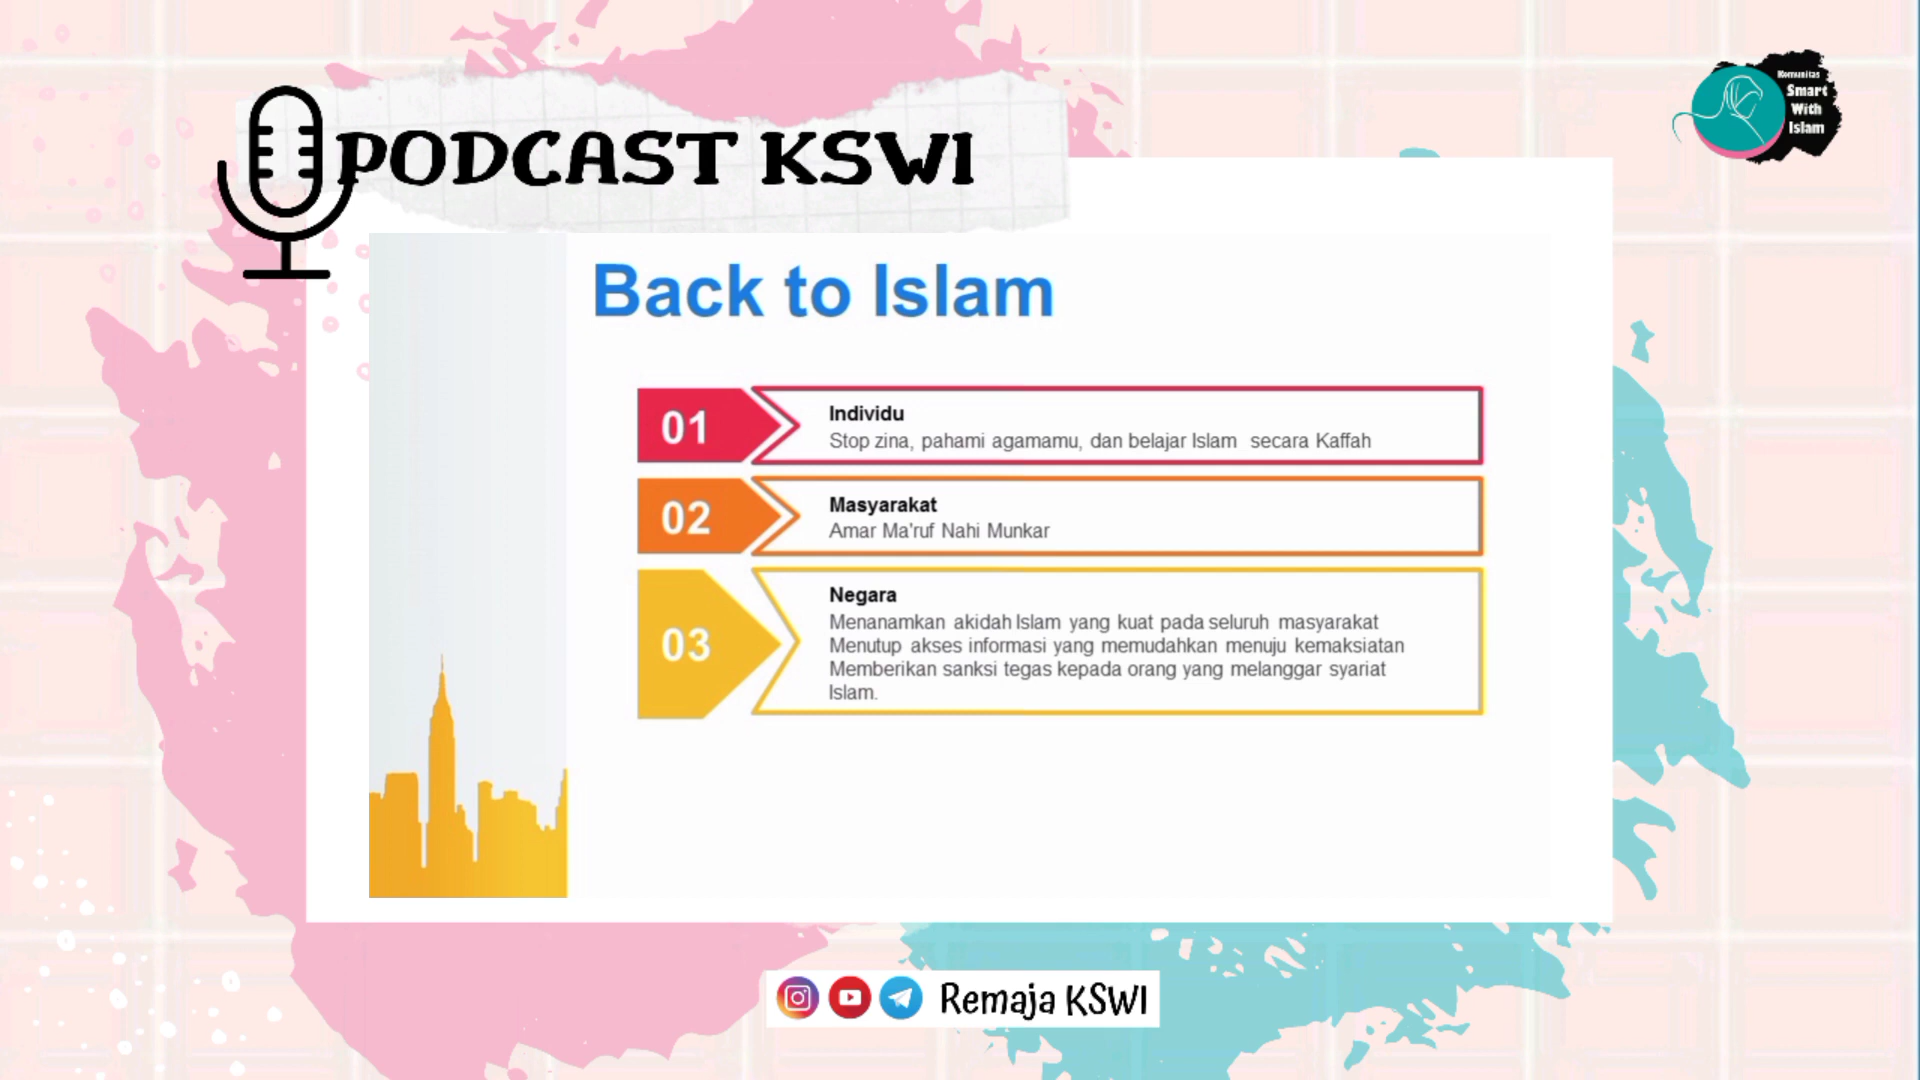 PODCAST KSWI
Komunitas
Smart
With
Islam
Back to Islam
01
Individu
Stop zina, pahami agamamu, dan belajar Islam secara Kaffah
02
Masyarakat
Amar Ma'ruf Nahi Munkar
03
Negara
Menanamkan akidah Islam yang kuat pada seluruh masyarakat
Menutup akses informasi yang memudahkan menuju kemaksiatan
Memberikan sanksi tegas kepada orang yang melanggar syariat
Islam.
Remaja KSWI